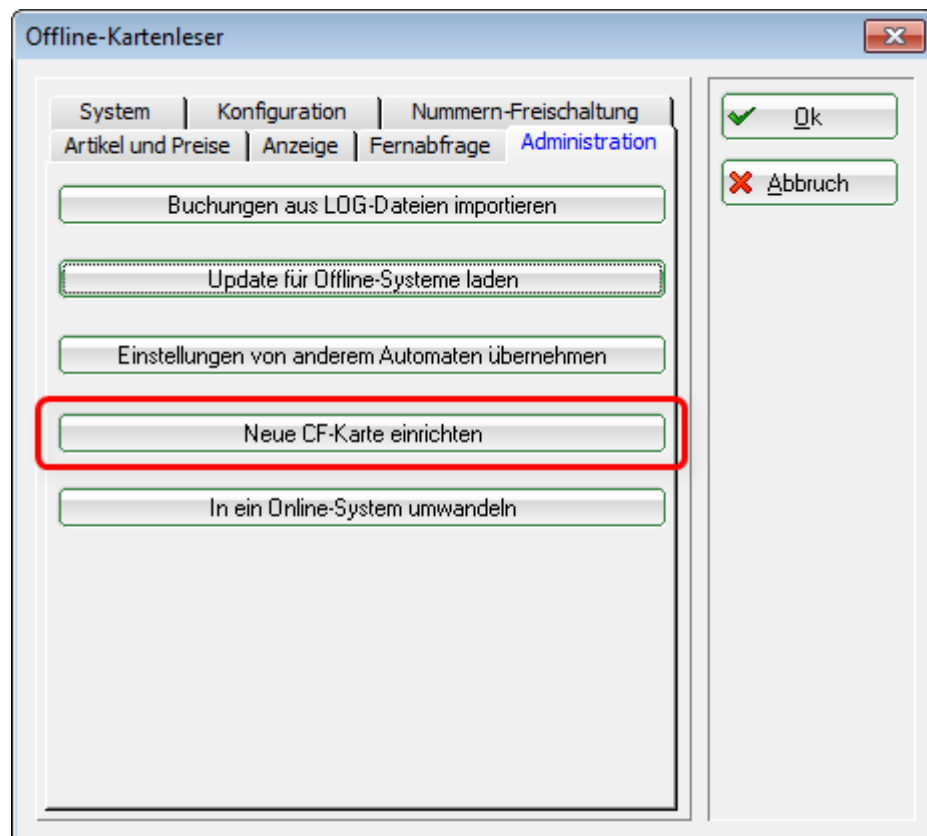 Offline-Kartenleser
System
Konfiguration
Nummern-Freischaltung
Artikel und Preise
Anzeige
Fernabfrage
Administration
Buchungen aus LOG-Dateien importieren
Update für Offline-Systeme laden
Einstellungen von anderem Automaten übernehmen
Neue CF-Karte einrichten
In ein Online-System umwandeln
Ok
Abbruch